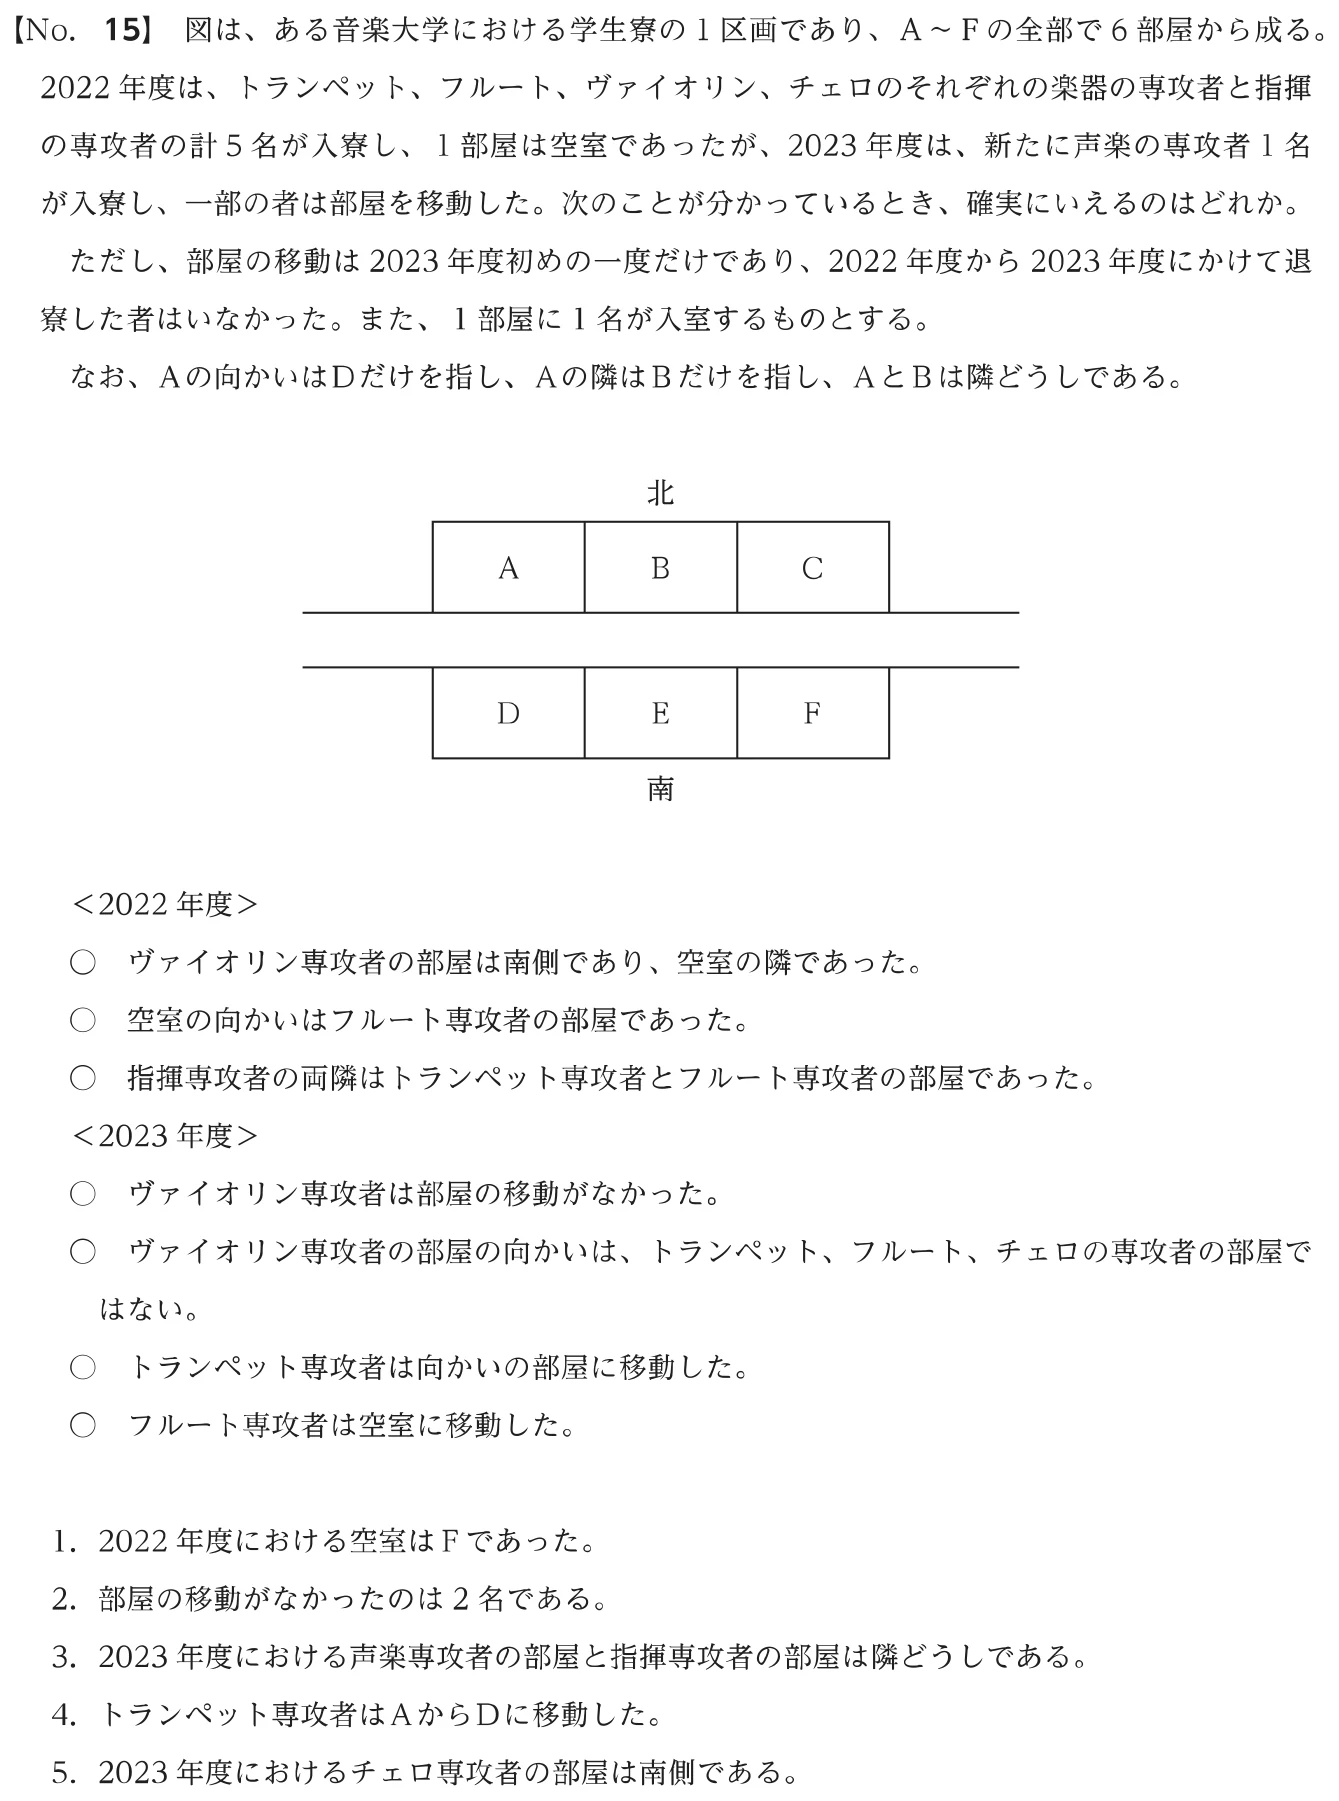 【No. 15】 図は、ある音楽大学における学生寮の1区画であり、A～Fの全部で6部屋から成る。
2022年度は、トランペット、フルート、ヴァイオリン、チェロのそれぞれの楽器の専攻者と指揮
の専攻者の計5名が入寮し、1部屋は空室であったが、2023年度は、新たに声楽の専攻者1名
が入寮し、一部の者は部屋を移動した。次のことが分かっているとき、確実にいえるのはどれか。
ただし、部屋の移動は2023年度初めの一度だけであり、2022年度から2023年度にかけて退
寮した者はいなかった。また、1部屋に1名が入室するものとする。
なお、Aの向かいはDだけを指し、Aの隣はBだけを指し、AとBは隣どうしである。
北
A B C
D E F
南
＜2022年度＞
○ ヴァイオリン専攻者の部屋は南側であり、空室の隣であった。
○ 空室の向かいはフルート専攻者の部屋であった。
○ 指揮専攻者の両隣はトランペット専攻者とフルート専攻者の部屋であった。
＜2023年度＞
○ ヴァイオリン専攻者は部屋の移動がなかった。
○ ヴァイオリン専攻者の部屋の向かいは、トランペット、フルート、チェロの専攻者の部屋で
はない。
○ トランペット専攻者は向かいの部屋に移動した。
○ フルート専攻者は空室に移動した。
1. 2022年度における空室はFであった。
2. 部屋の移動がなかったのは2名である。
3. 2023年度における声楽専攻者の部屋と指揮専攻者の部屋は隣どうしである。
4. トランペット専攻者はAからDに移動した。
5. 2023年度におけるチェロ専攻者の部屋は南側である。